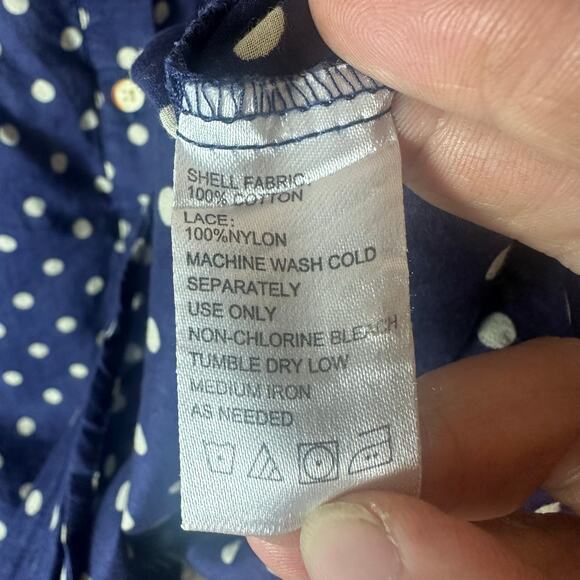 SHELL FABRIC:
100% COTTON
LACE:
100%NYLON
MACHINE WASH COLD
SEPARATELY
USE ONLY
NON-CHLORINE BLEACH
TUMBLE DRY LOW
MEDIUM IRON
AS NEEDED